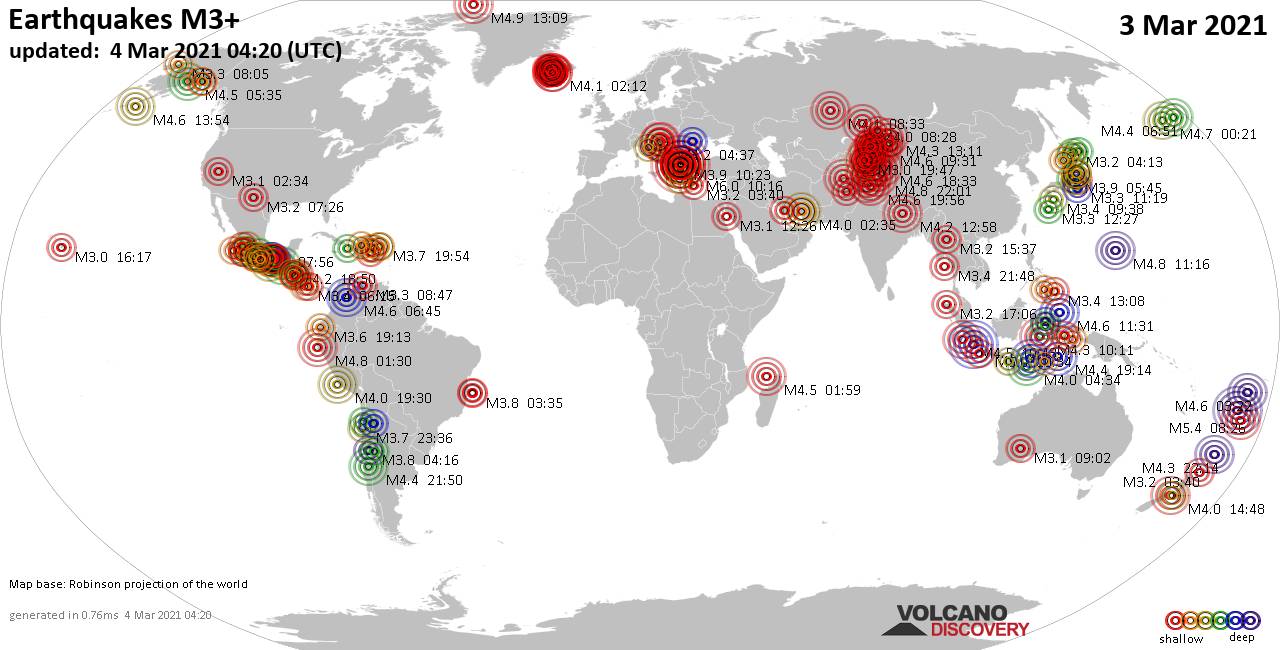 Earthquakes M3+
updated: 4 Mar 2021 04:20 (UTC)
3 Mar 2021
M4.9 13:09
M3.3 08:05
M4.5 05:35
M4.6 13:54
M4.1 02:12
M3.1 02:34
M3.2 07:26
M3.0 16:17
07:56
M3.7 19:54
M4.2 18:50
M3.3 08:47
M4.6 06:45
M3.6 19:13
M4.8 01:30
M4.0 19:30
M3.8 03:35
M3.7 23:36
M3.8 04:16
M4.4 21:50
04:37
M3.9 10:23
M6.0 10:16
M3.2 03:40
M3.1 12:26
M4.0 02:35
08:33
08:28
M4.3 13:11
M4.6 09:31
M3.0 19:47
M4.6 18:33
M4.8 22:01
M4.6 19:56
M4.2 12:58
M3.2 15:37
M3.4 21:48
M3.2 17:06
M4.4 06:51
M4.7 00:21
M3.2 04:13
M3.9 05:45
M3.3 11:19
M3.4 09:38
M3.3 12:27
M4.8 11:16
M3.4 13:08
M4.6 11:31
M4.3 10:11
M4.4 19:14
M4.0 04:34
M4.5 01:59
M3.1 09:02
M4.6
M5.4
M4.3 22:14
M3.2 03:40
M4.0 14:48
Map base: Robinson projection of the world
generated in 0.76ms 4 Mar 2021 04:20
VOLCANO
DISCOVERY
shallow deep